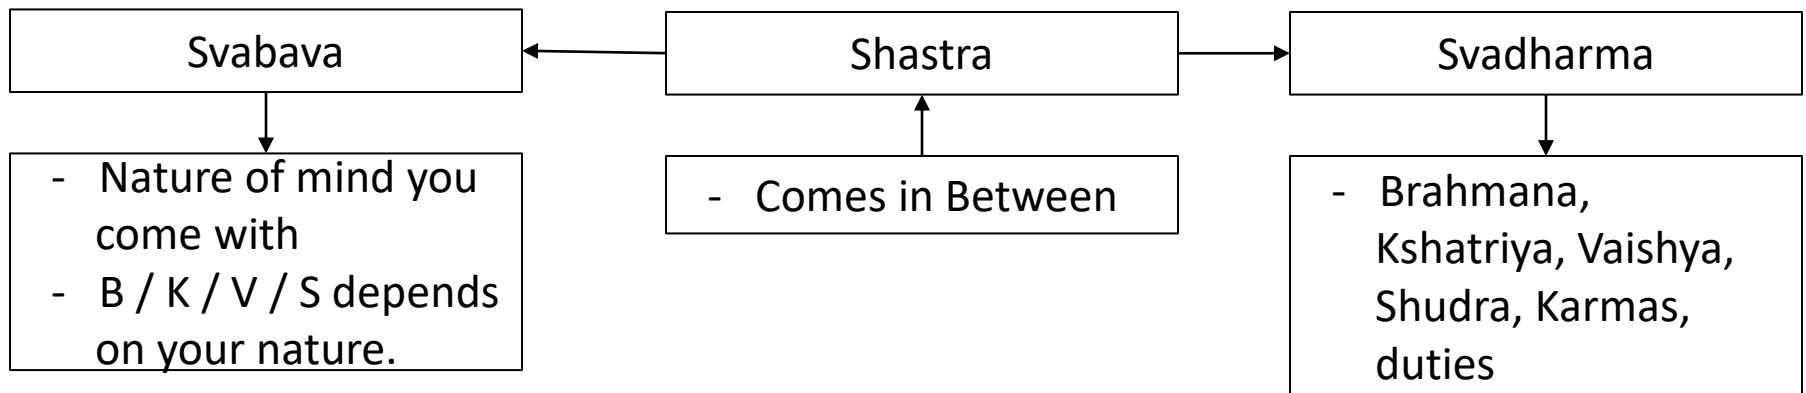 Svabava
Shastra
Svadharma
- Nature of mind you
come with
- B / K / V / S depends
on your nature.
- Comes in Between
- Brahmana,
Kshatriya, Vaishya,
Shudra, Karmas,
duties